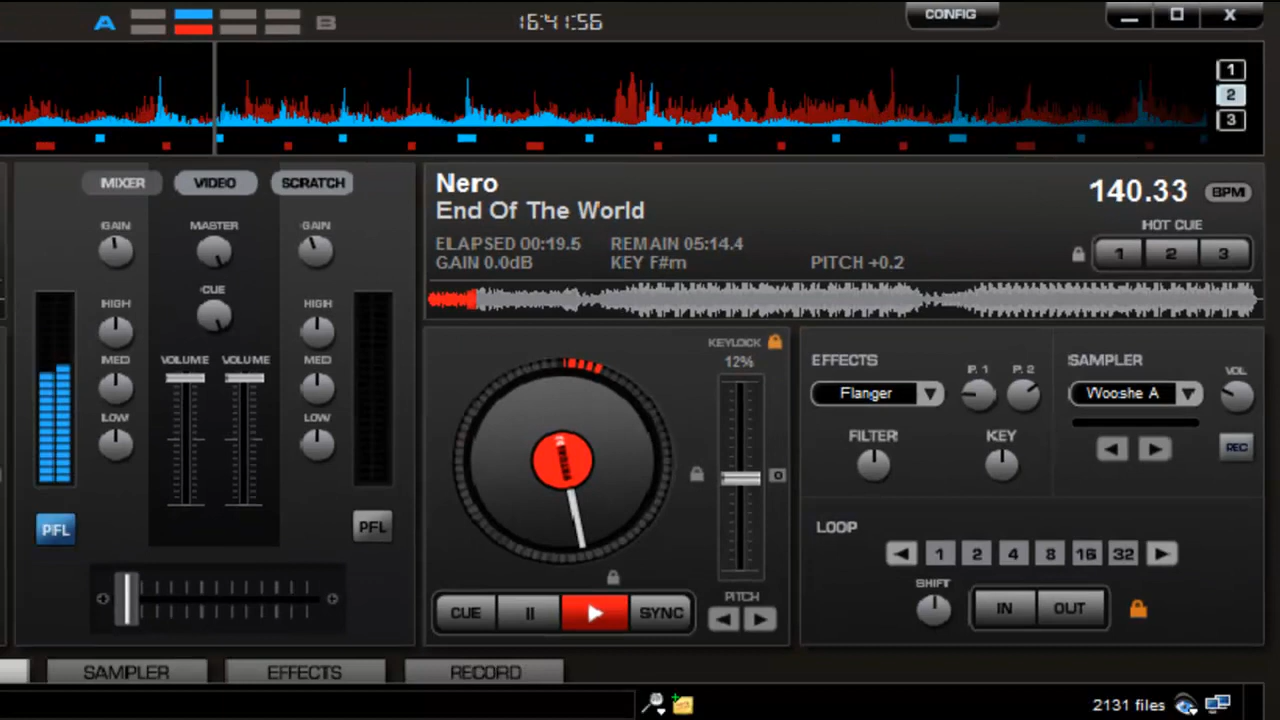 A B 16:41:56 CONFIG X
1
2
3
MIXER VIDEO SCRATCH
GAIN MASTER GAIN
CUE
HIGH HIGH
MED VOLUME VOLUME MED
LOW LOW
PFL PFL
Nero
End Of The World
140.33 BPM
ELAPSED 00:19.5 REMAIN 05:14.4
GAIN 0.0dB KEY F#m PITCH +0.2
HOT CUE
1 2 3
KEYLOCK
12%
0
PITCH
CUE II SYNC
EFFECTS P. 1 P. 2
Flanger
FILTER KEY
SAMPLER VOL
Wooshe A
REC
LOOP
1 2 4 8 16 32
SHIFT
IN OUT
SAMPLER EFFECTS RECORD
2131 files